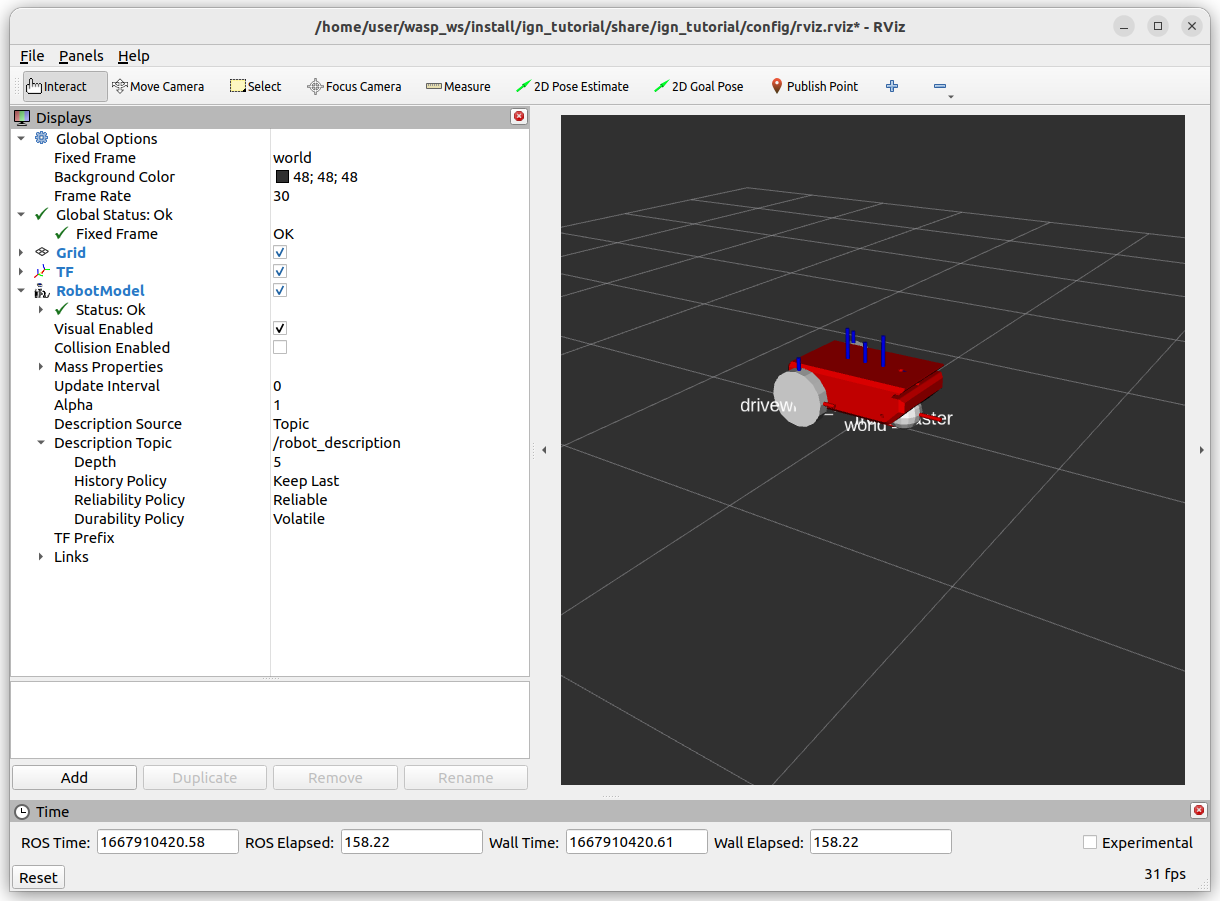 /home/user/wasp_ws/install/ign_tutorial/share/ign_tutorial/config/rviz.rviz* - RViz
File Panels Help
Interact Move Camera Select Focus Camera Measure 2D Pose Estimate 2D Goal Pose Publish Point
Displays
Global Options
Fixed Frame world
Background Color 48; 48; 48
Frame Rate 30
Global Status: Ok
Fixed Frame OK
Grid
TF
RobotModel
Status: Ok
Visual Enabled
Collision Enabled
Mass Properties
Update Interval 0
Alpha 1
Description Source Topic
Description Topic /robot_description
Depth 5
History Policy Keep Last
Reliability Policy Reliable
Durability Policy Volatile
TF Prefix
Links
world
Add Duplicate Remove Rename
Time
ROS Time: 1667910420.58 ROS Elapsed: 158.22 Wall Time: 1667910420.61 Wall Elapsed: 158.22 Experimental
Reset 31 fps